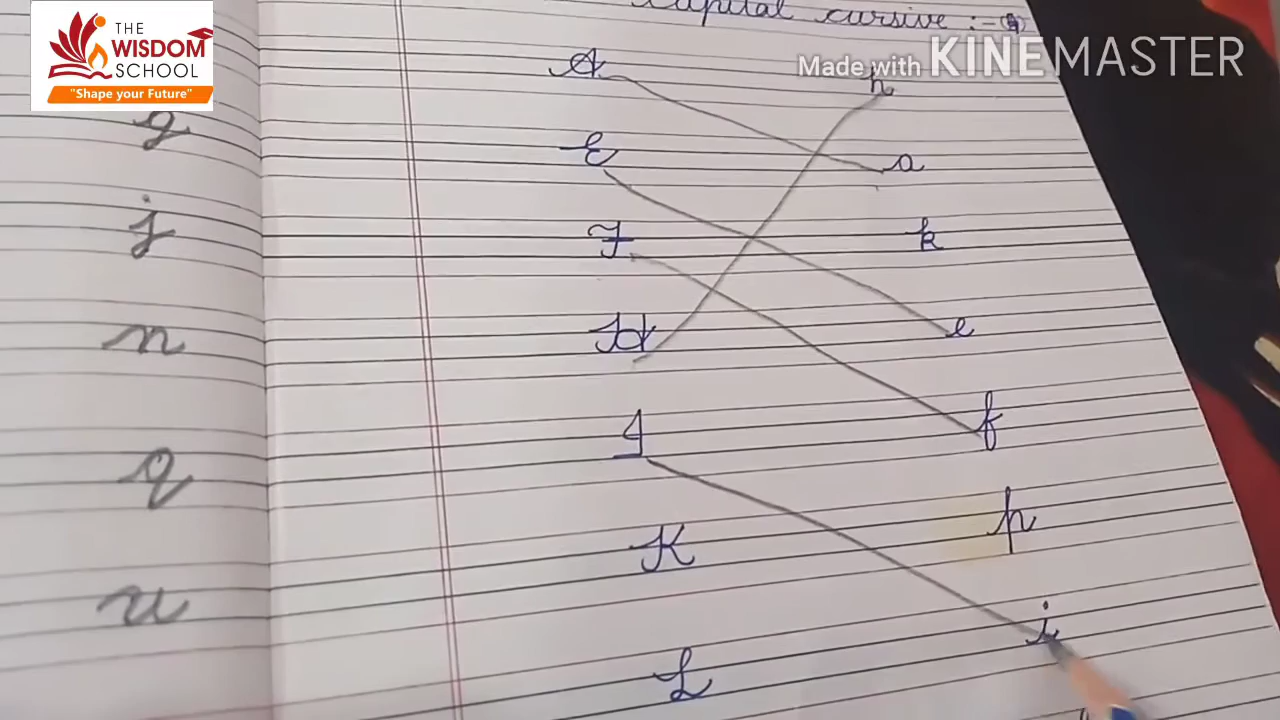 THE
WISDOM
SCHOOL
"Shape your Future"
Made with KINEMASTER
Capital cursive :-
g
j
n
q
u
A h
E a
F k
H e
I f
K p
L i